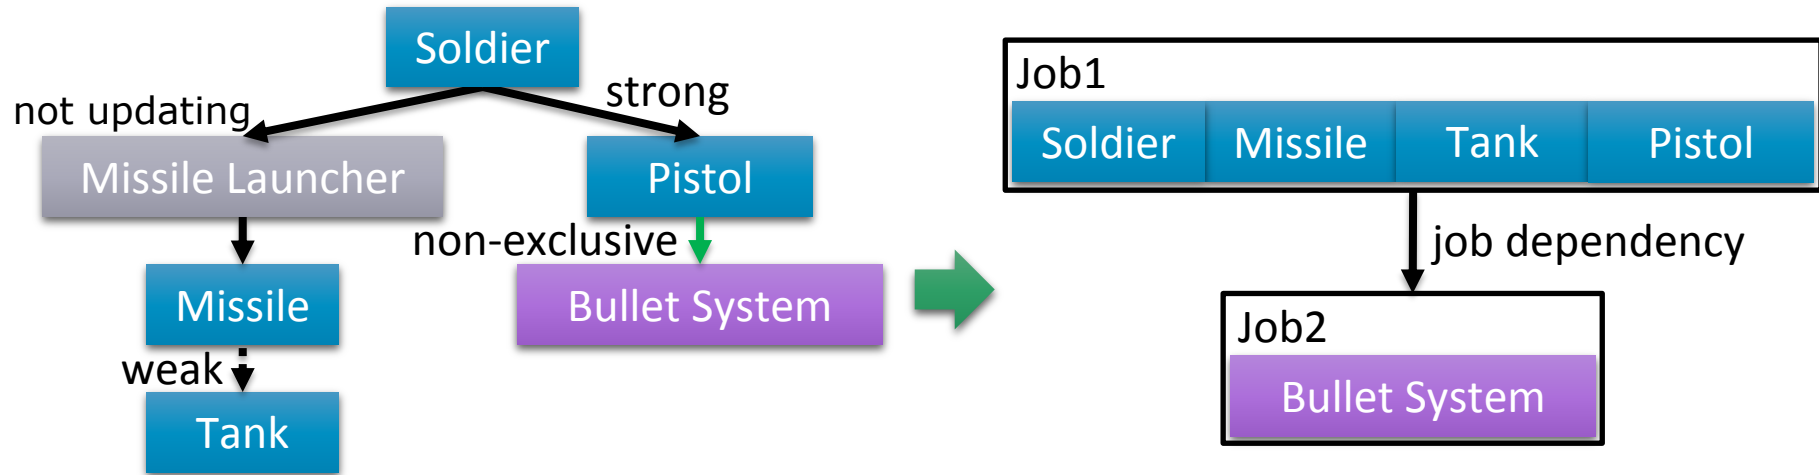 Soldier
not updating
strong
Missile Launcher
Pistol
non-exclusive
Missile
Bullet System
weak
Tank
Job1
Soldier
Missile
Tank
Pistol
job dependency
Job2
Bullet System